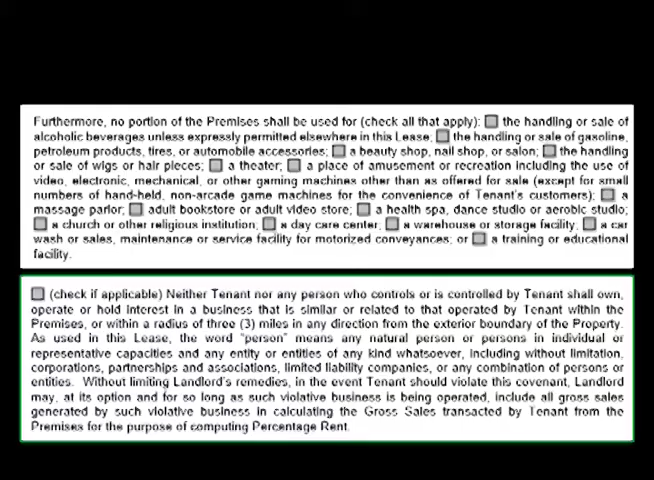 Furthermore, no portion of the Premises shall be used for (check all that apply): ☐ the handling or sale of
alcoholic beverages unless expressly permitted elsewhere in this Lease; ☐ the handling or sale of gasoline,
petroleum products, tires, or automobile accessories; ☐ a beauty shop, nail shop, or salon; ☐ the handling
or sale of wigs or hair pieces; ☐ a theater; ☐ a place of amusement or recreation including the use of
video, electronic, mechanical, or other gaming machines other than as offered for sale (except for small
numbers of hand-held, non-arcade game machines for the convenience of Tenant's customers); ☐ a
massage parlor; ☐ adult bookstore or adult video store; ☐ a health spa, dance studio or aerobic studio;
☐ a church or other religious institution; ☐ a day care center; ☐ a warehouse or storage facility; ☐ a car
wash or sales, maintenance or service facility for motorized conveyances; or ☐ a training or educational
facility.
☐ (check if applicable) Neither Tenant nor any person who controls or is controlled by Tenant shall own,
operate or hold interest in a business that is similar or related to that operated by Tenant within the
Premises, or within a radius of three (3) miles in any direction from the exterior boundary of the Property.
As used in this Lease, the word "person" means any natural person or persons in individual or
representative capacities and any entity or entities of any kind whatsoever, including without limitation,
corporations, partnerships and associations, limited liability companies, or any combination of persons or
entities. Without limiting Landlord's remedies, in the event Tenant should violate this covenant, Landlord
may, at its option and for so long as such violative business is being operated, include all gross sales
generated by such violative business in calculating the Gross Sales transacted by Tenant from the
Premises for the purpose of computing Percentage Rent.